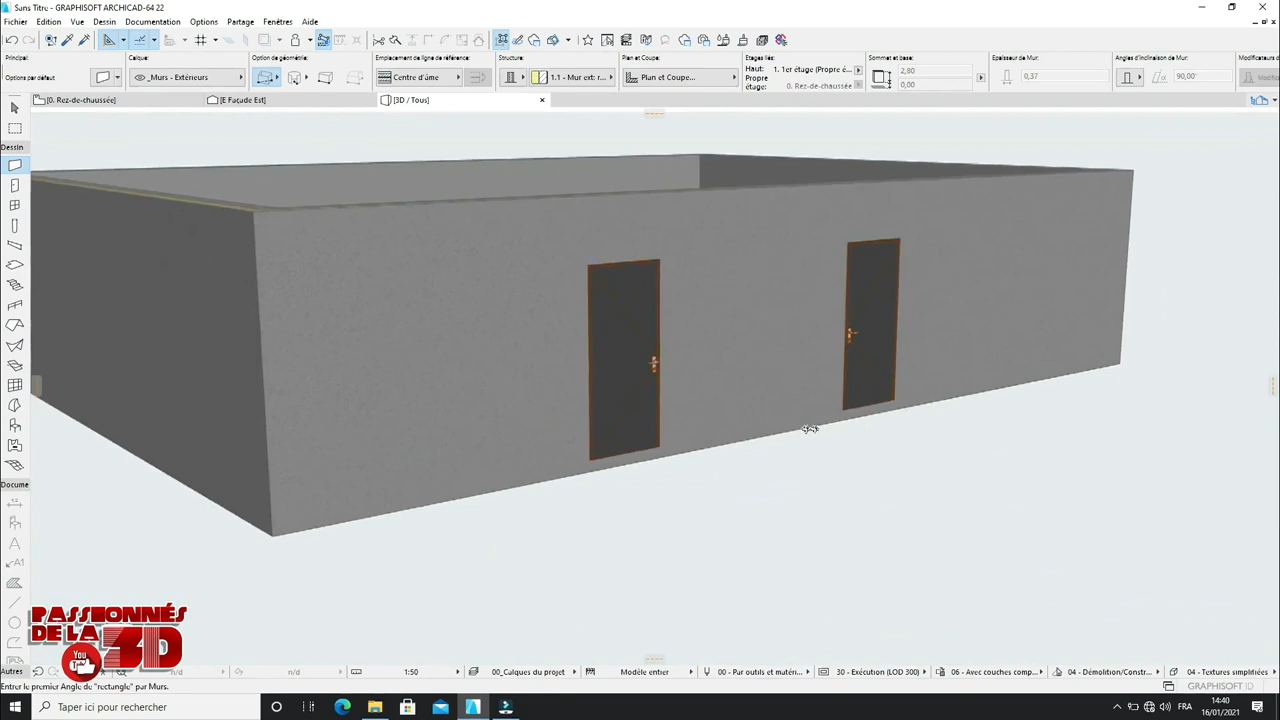 Sans Titre - GRAPHISOFT ARCHICAD-64 22
Fichier Edition Vue Dessin Documentation Options Partage Fenêtres Aide
Principal: Calque: Option de géométrie: Emplacement de ligne de référence: Structure: Plan et Coupe: Etages liés: Sommet et base: Epaisseur de Mur: Angles d'inclinaison de Mur: Modificateurs d
Options par défaut _Murs - Extérieurs Centre d'âme 1.1 - Mur ext: r... Plan et Coupe... Haut: 1. 1er étage (Propre é... 2,80 0,37 90,00°
Propre étage: 0. Rez-de-chaussée 0,00
[0. Rez-de-chaussée] [E Façade Est] [3D / Tous]
Dessin
Docume
PASSIONNÉS
DE LA 3D
You
Tube
Autres n/d n/d 1:50 00_Calques du projet Modèle entier 00 - Par outils et matéri... 30 - Exécution (LOD 300) Avec couches comp... 04 - Démolition/Constr... 04 - Textures simplifiées
Entrer le premier Angle de "rectangle" par Murs.
GRAPHISOFT ID
Taper ici pour rechercher
FRA
14:40
16/01/2021